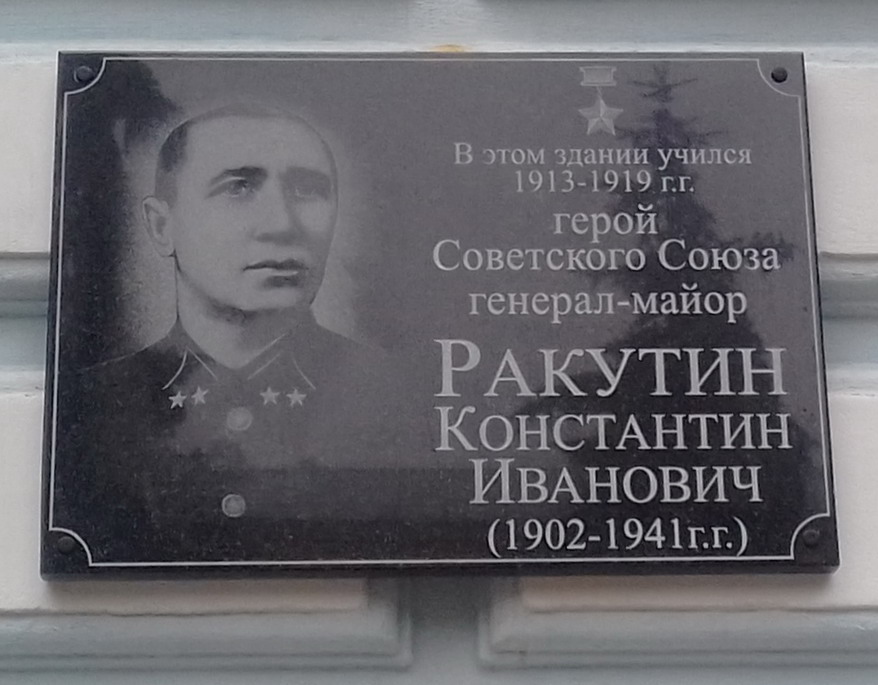 В этом здании учился
1913-1919 г.г.
герой
Советского Союза
генерал-майор
РАКУТИН
КОНСТАНТИН
ИВАНОВИЧ
(1902-1941г.г.)